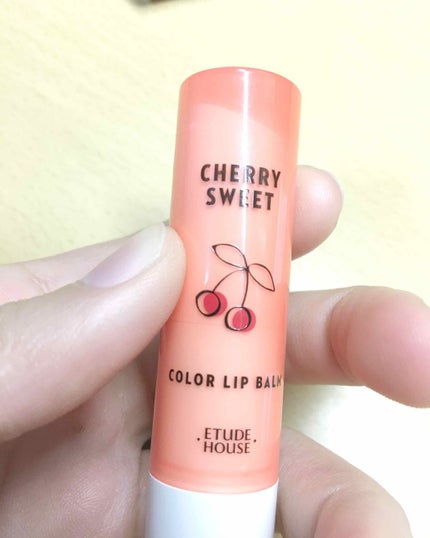 CHERRY
SWEET
COLOR LIP BALM
. ETUDE .
HOUSE